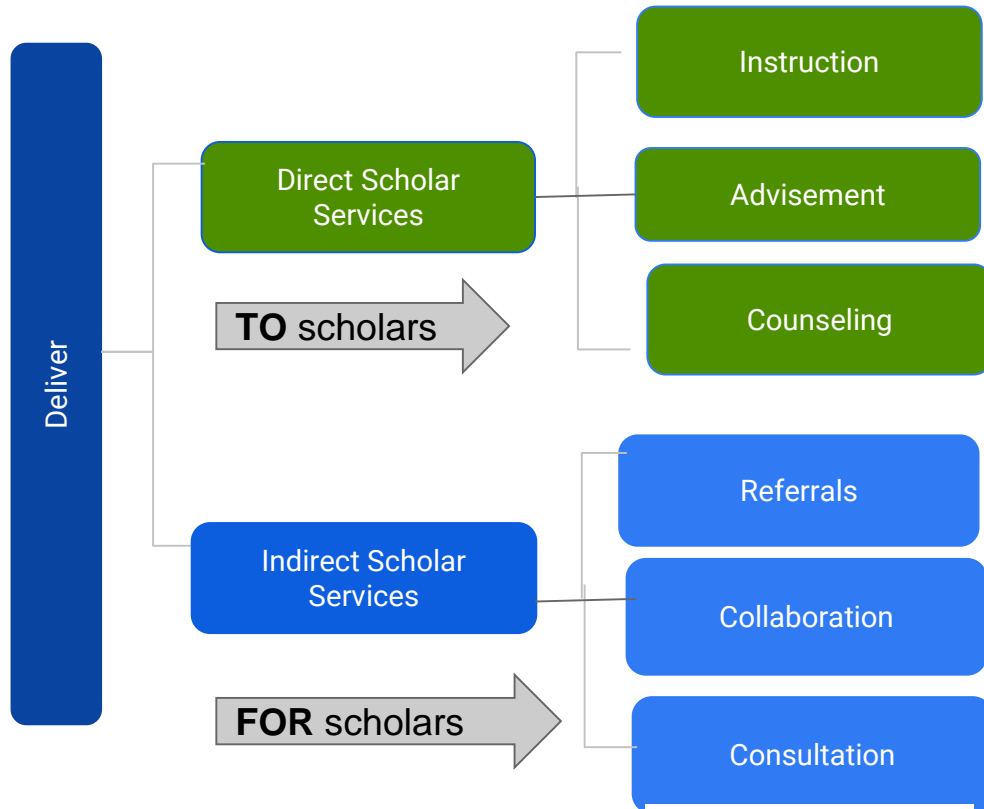 Deliver
Direct Scholar
Services
Instruction
Advisement
Counseling
TO scholars
Indirect Scholar
Services
Referrals
Collaboration
Consultation
FOR scholars